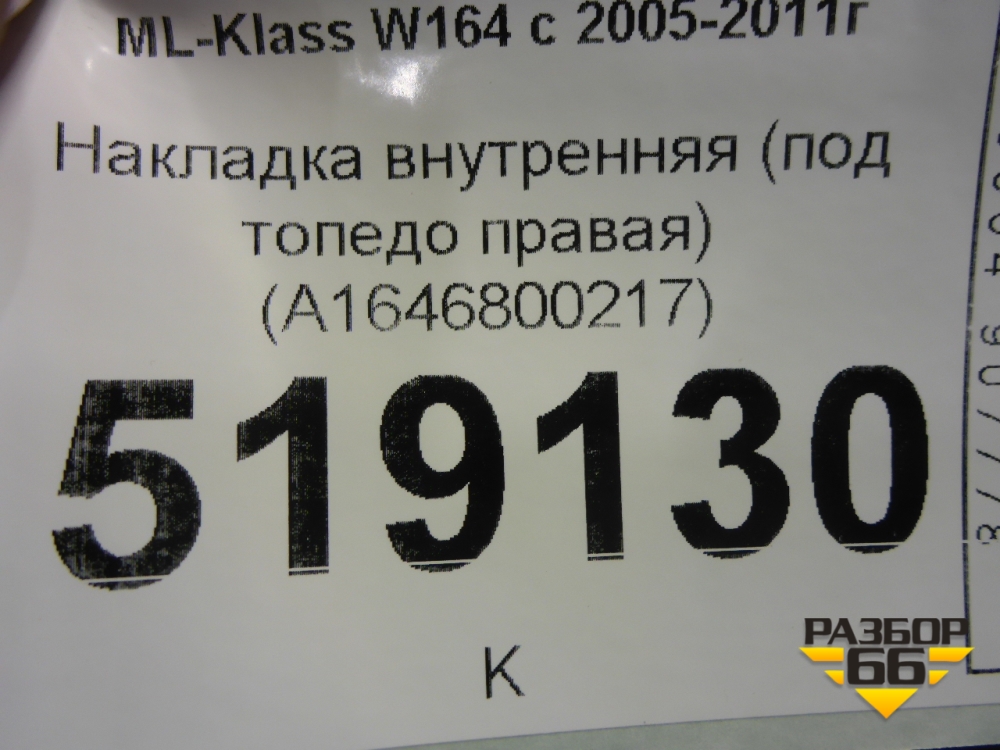 ML-Klass W164 с 2005-2011г
Накладка внутренняя (под
топедо правая)
(A1646800217)
519130
К
РАЗБОР
66